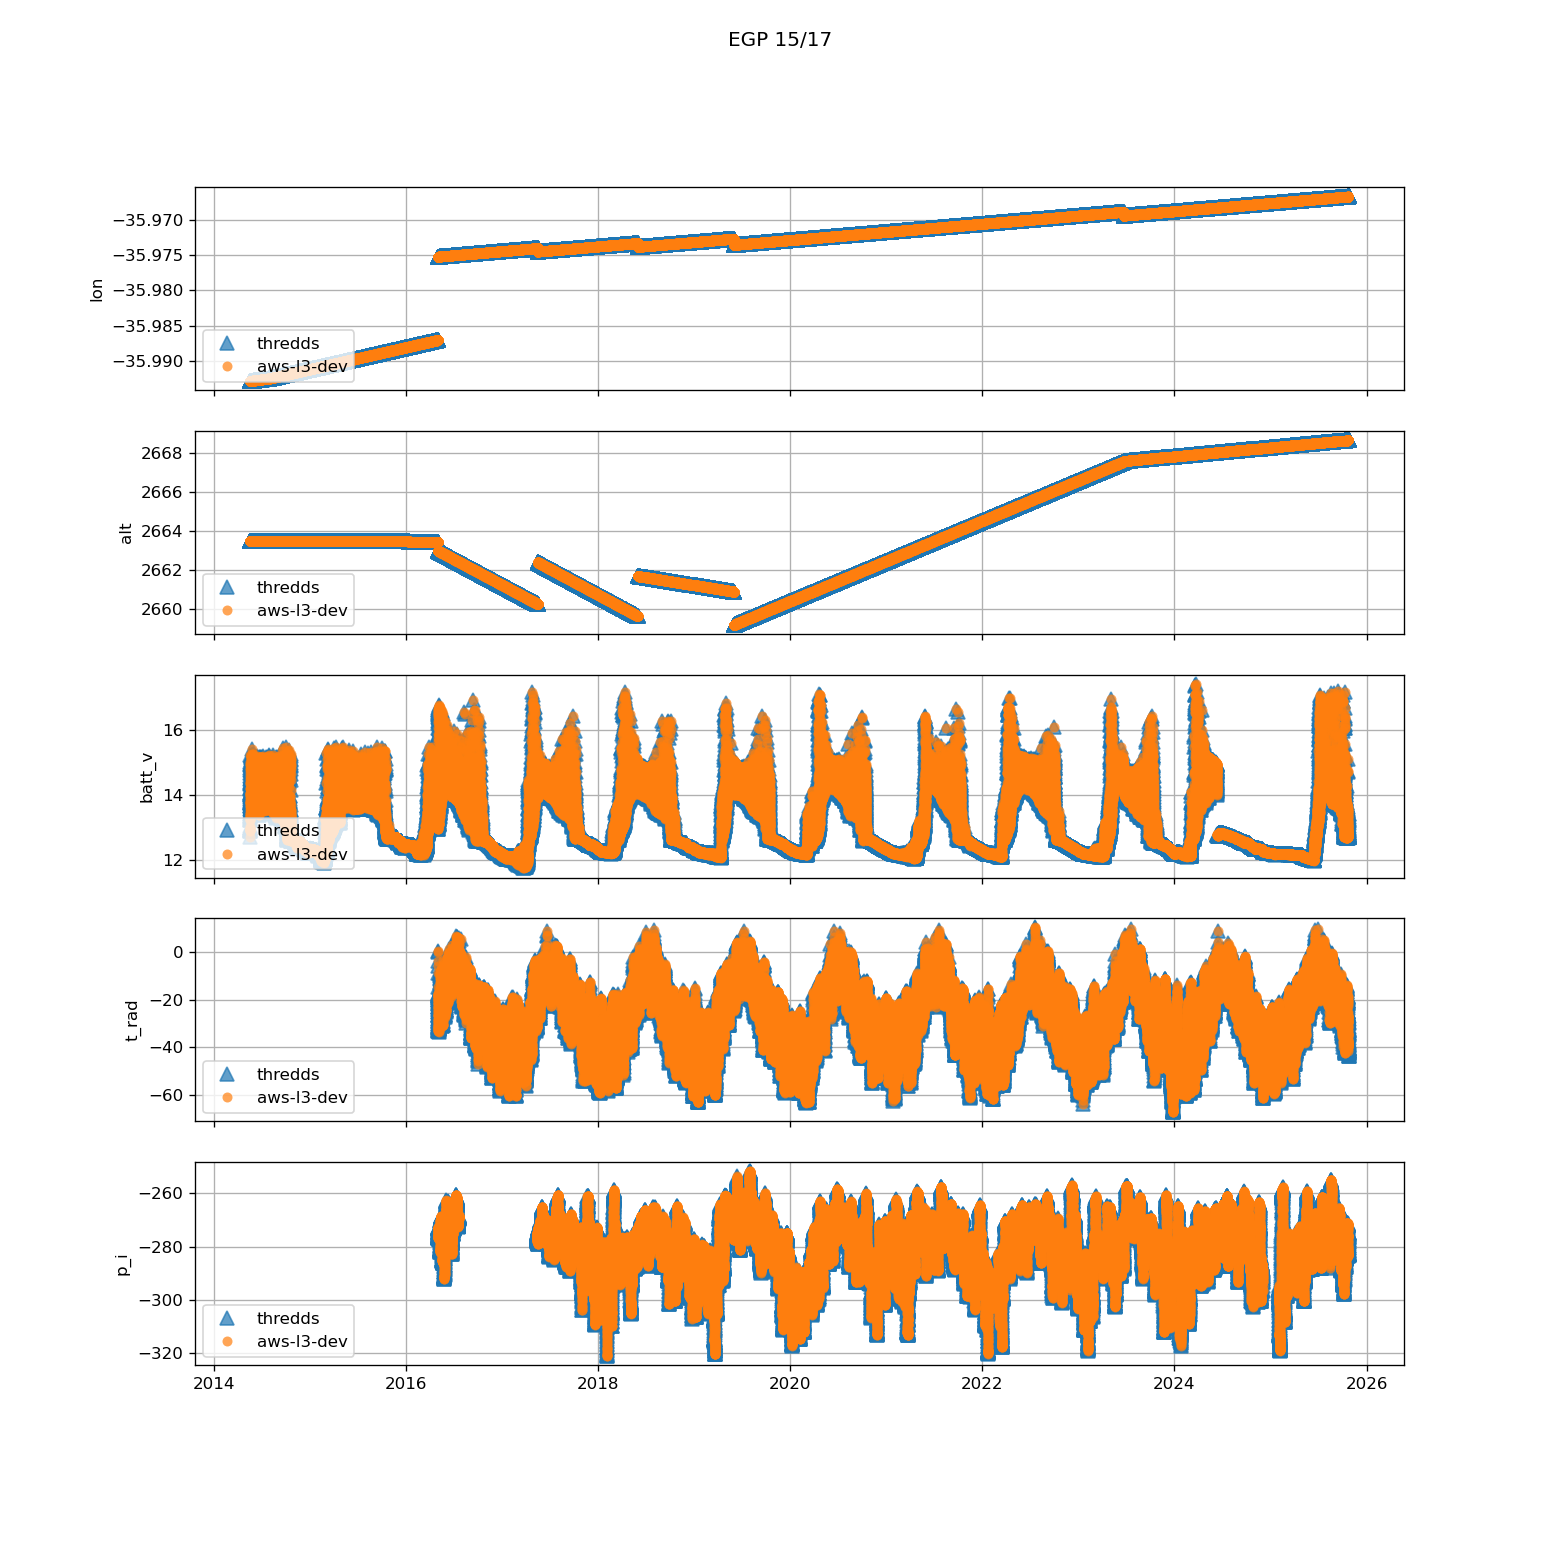 EGP 15/17
−35.970
−35.975
−35.980
−35.985
−35.990
lon
thredds
aws-l3-dev
2668
2666
2664
2662
2660
alt
thredds
aws-l3-dev
16
14
12
batt_v
thredds
aws-l3-dev
0
−20
−40
−60
t_rad
thredds
aws-l3-dev
−260
−280
−300
−320
p_i
thredds
aws-l3-dev
2014 2016 2018 2020 2022 2024 2026